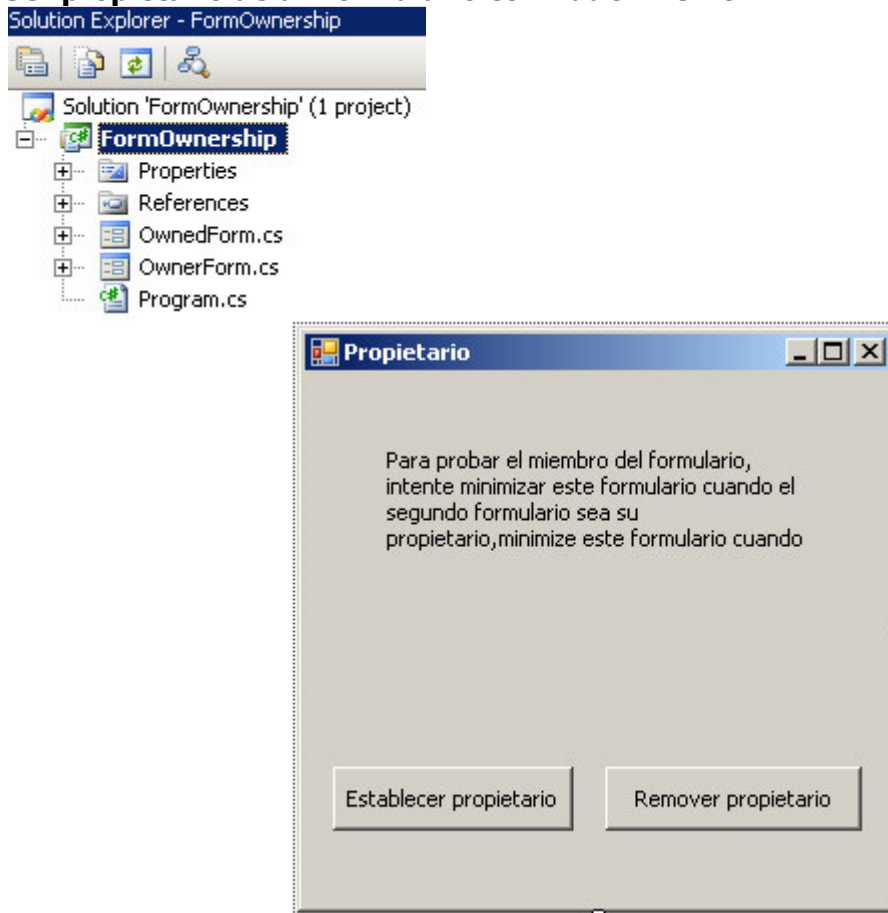 Solution Explorer - FormOwnership
Solution 'FormOwnership' (1 project)
FormOwnership
Properties
References
OwnedForm.cs
OwnerForm.cs
Program.cs
Propietario
Para probar el miembro del formulario,
intente minimizar este formulario cuando el
segundo formulario sea su
propietario,minimize este formulario cuando
Establecer propietario
Remover propietario